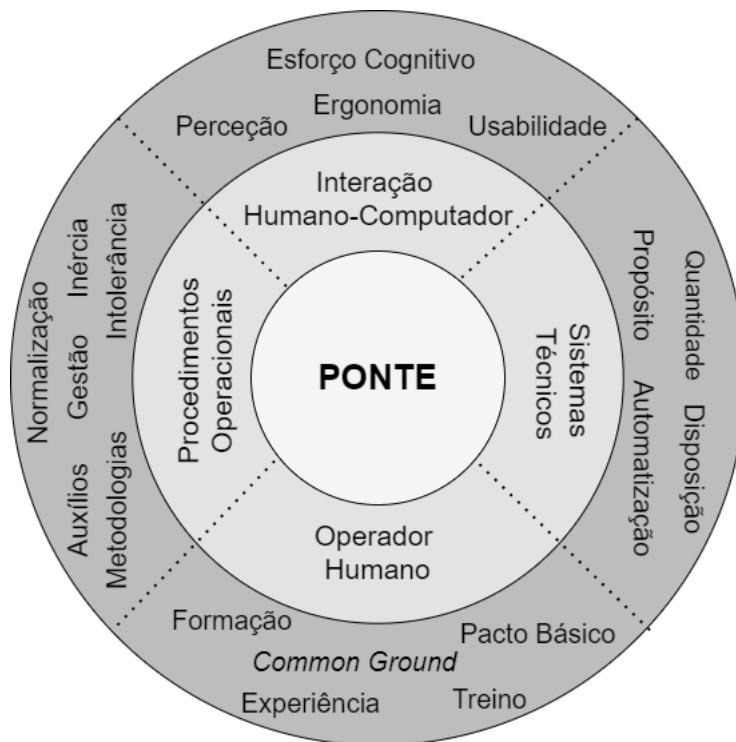 Esforço Cognitivo
Ergonomia
Perceção
Usabilidade
Interação
Humano-Computador
Normalização
Inércia
Intolerância
Gestão
Auxílios
Metodologias
Procedimentos
Operacionais
PONTE
Sistemas
Técnicos
Propósito
Quantidade
Automatização
Disposição
Operador
Humano
Formação
Pacto Básico
Common Ground
Experiência
Treino